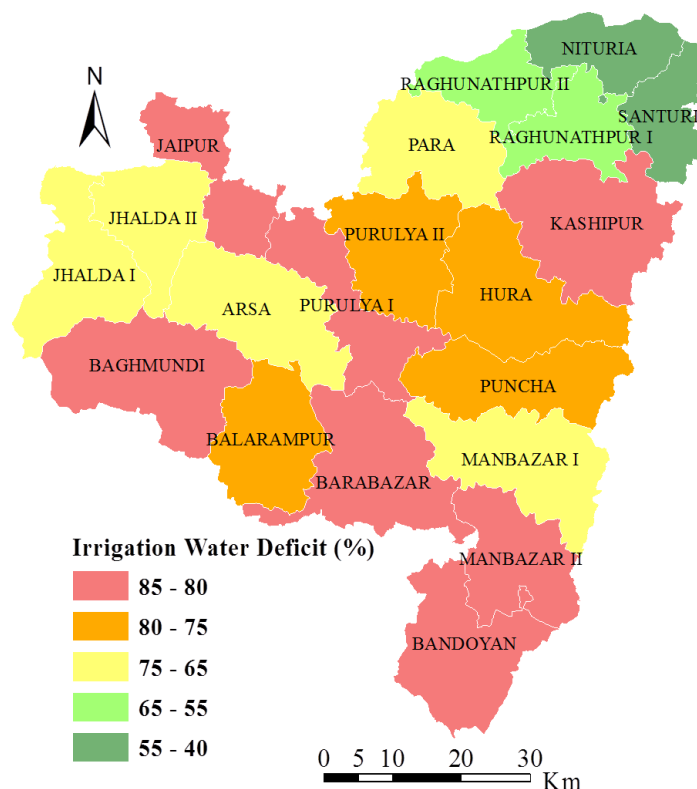 NITURIA
RAGHUNATHPUR II
N
SANTURI
JAIPUR
PARA
RAGHUNATHPUR I
JHALDA II
KASHIPUR
PURULYA II
JHALDA I
HURA
ARSA
PURULYA I
BAGHMUNDI
PUNCHA
BALARAMPUR
MANBAZAR I
BARABAZAR
Irrigation Water Deficit (%)
MANBAZAR II
85 - 80
80 - 75
BANDOYAN
75 - 65
65 - 55
55 - 40
0 5 10 20 30
Km